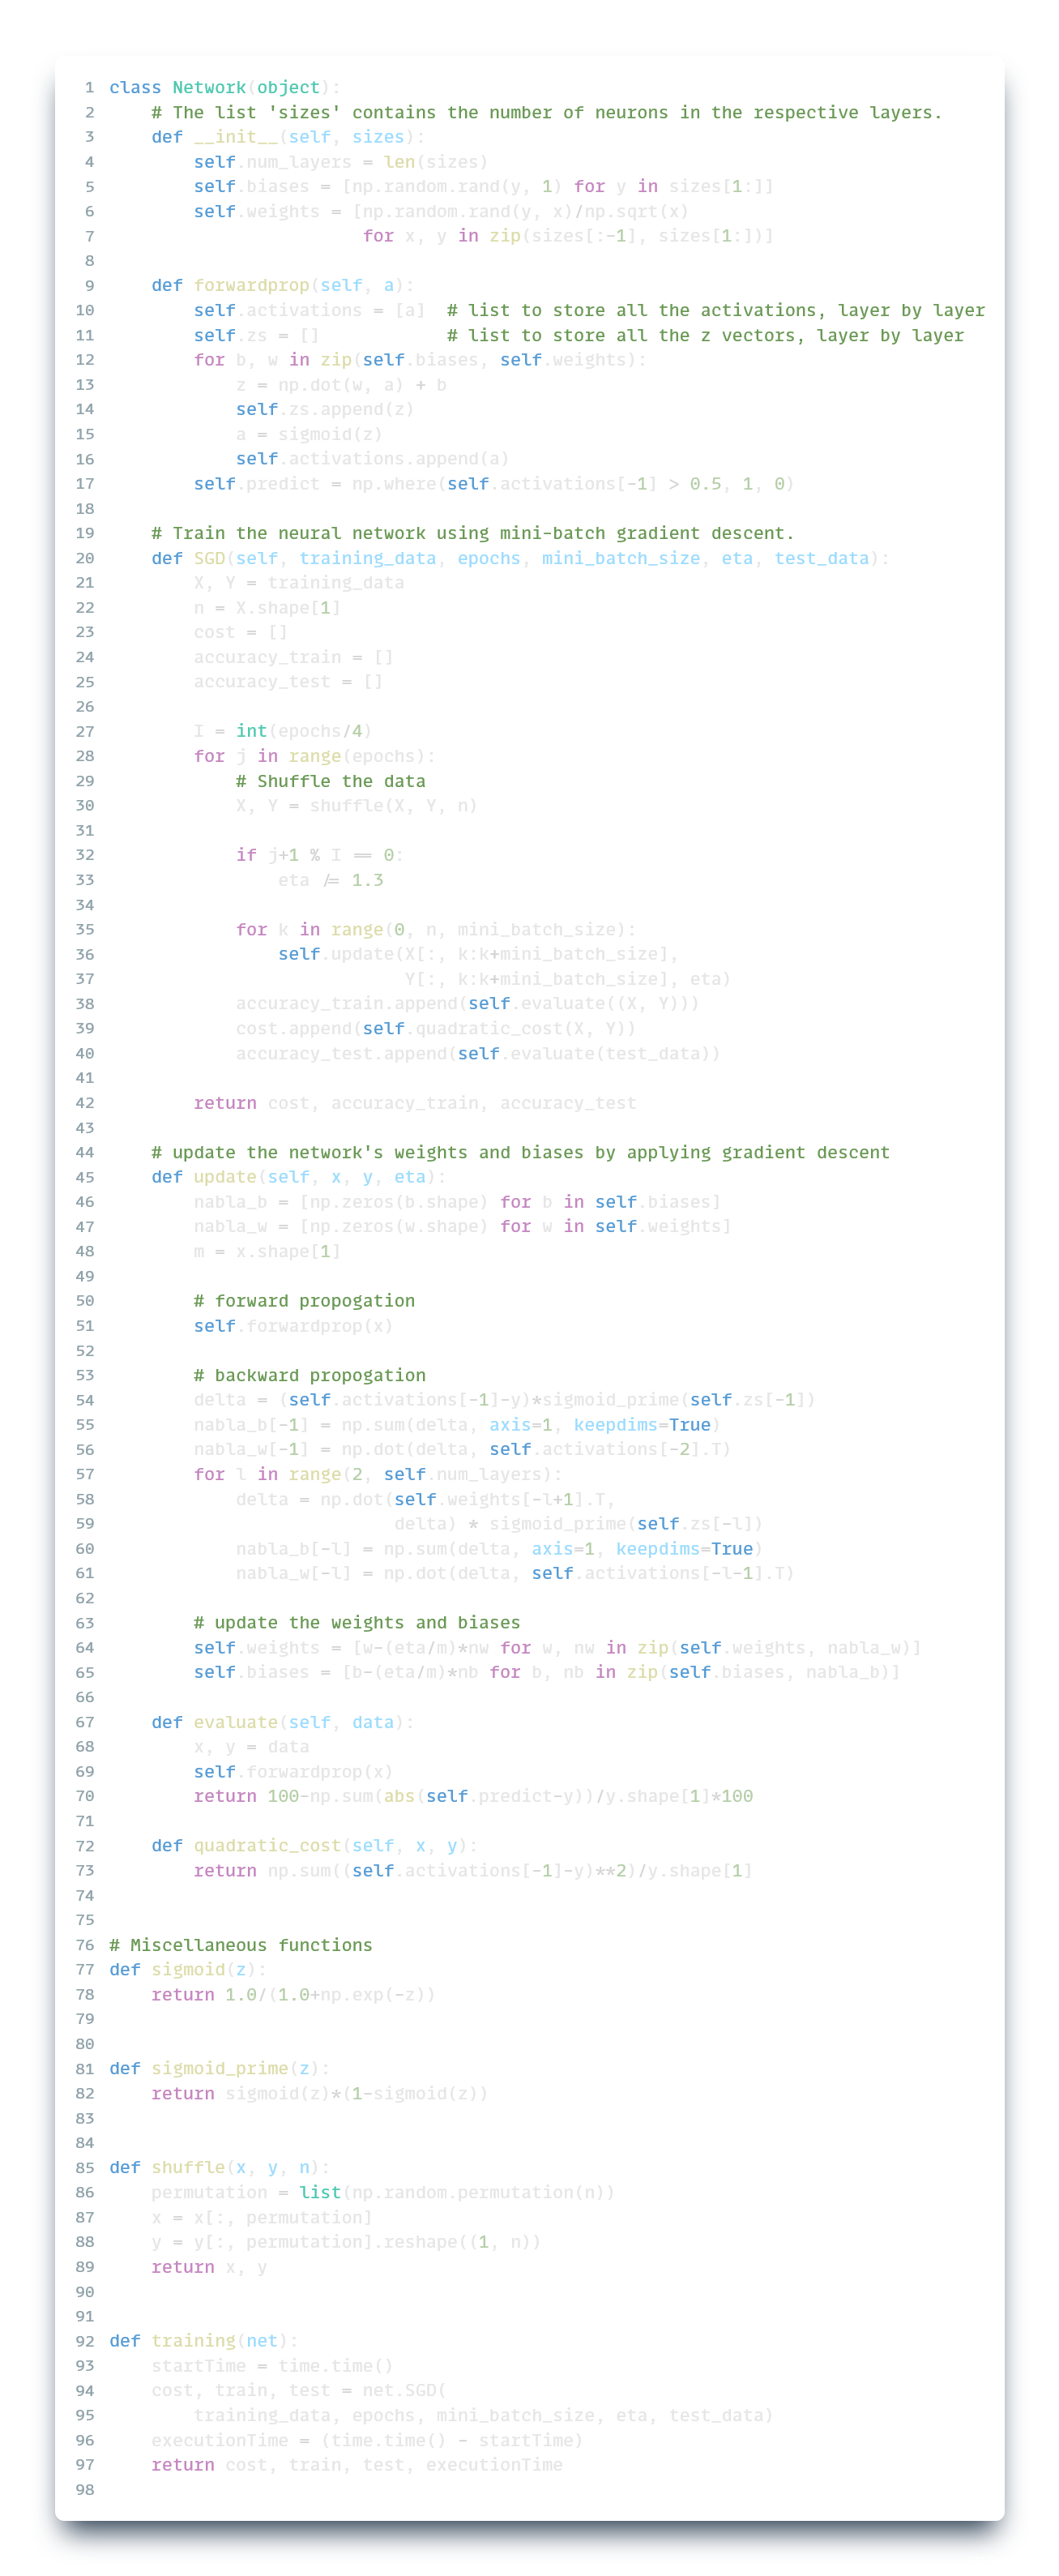 1 class Network(object):
2     # The list 'sizes' contains the number of neurons in the respective layers.
3     def __init__(self, sizes):
4         self.num_layers = len(sizes)
5         self.biases = [np.random.rand(y, 1) for y in sizes[1:]]
6         self.weights = [np.random.rand(y, x)/np.sqrt(x)
7                         for x, y in zip(sizes[:-1], sizes[1:])]
8
9     def forwardprop(self, a):
10         self.activations = [a]  # list to store all the activations, layer by layer
11         self.zs = []            # list to store all the z vectors, layer by layer
12         for b, w in zip(self.biases, self.weights):
13             z = np.dot(w, a) + b
14             self.zs.append(z)
15             a = sigmoid(z)
16             self.activations.append(a)
17         self.predict = np.where(self.activations[-1] > 0.5, 1, 0)
18
19     # Train the neural network using mini-batch gradient descent.
20     def SGD(self, training_data, epochs, mini_batch_size, eta, test_data):
21         X, Y = training_data
22         n = X.shape[1]
23         cost = []
24         accuracy_train = []
25         accuracy_test = []
26
27         I = int(epochs/4)
28         for j in range(epochs):
29             # Shuffle the data
30             X, Y = shuffle(X, Y, n)
31
32             if j+1 % I == 0:
33                 eta /= 1.3
34
35             for k in range(0, n, mini_batch_size):
36                 self.update(X[:, k:k+mini_batch_size],
37                             Y[:, k:k+mini_batch_size], eta)
38             accuracy_train.append(self.evaluate((X, Y)))
39             cost.append(self.quadratic_cost(X, Y))
40             accuracy_test.append(self.evaluate(test_data))
41
42         return cost, accuracy_train, accuracy_test
43
44     # update the network's weights and biases by applying gradient descent
45     def update(self, x, y, eta):
46         nabla_b = [np.zeros(b.shape) for b in self.biases]
47         nabla_w = [np.zeros(w.shape) for w in self.weights]
48         m = x.shape[1]
49
50         # forward propogation
51         self.forwardprop(x)
52
53         # backward propogation
54         delta = (self.activations[-1]-y)*sigmoid_prime(self.zs[-1])
55         nabla_b[-1] = np.sum(delta, axis=1, keepdims=True)
56         nabla_w[-1] = np.dot(delta, self.activations[-2].T)
57         for l in range(2, self.num_layers):
58             delta = np.dot(self.weights[-l+1].T,
59                            delta) * sigmoid_prime(self.zs[-l])
60             nabla_b[-l] = np.sum(delta, axis=1, keepdims=True)
61             nabla_w[-l] = np.dot(delta, self.activations[-l-1].T)
62
63         # update the weights and biases
64         self.weights = [w-(eta/m)*nw for w, nw in zip(self.weights, nabla_w)]
65         self.biases = [b-(eta/m)*nb for b, nb in zip(self.biases, nabla_b)]
66
67     def evaluate(self, data):
68         x, y = data
69         self.forwardprop(x)
70         return 100-np.sum(abs(self.predict-y))/y.shape[1]*100
71
72     def quadratic_cost(self, x, y):
73         return np.sum((self.activations[-1]-y)**2)/y.shape[1]
74
75
76 # Miscellaneous functions
77 def sigmoid(z):
78     return 1.0/(1.0+np.exp(-z))
79
80
81 def sigmoid_prime(z):
82     return sigmoid(z)*(1-sigmoid(z))
83
84
85 def shuffle(x, y, n):
86     permutation = list(np.random.permutation(n))
87     x = x[:, permutation]
88     y = y[:, permutation].reshape((1, n))
89     return x, y
90
91
92 def training(net):
93     startTime = time.time()
94     cost, train, test = net.SGD(
95         training_data, epochs, mini_batch_size, eta, test_data)
96     executionTime = (time.time() - startTime)
97     return cost, train, test, executionTime
98